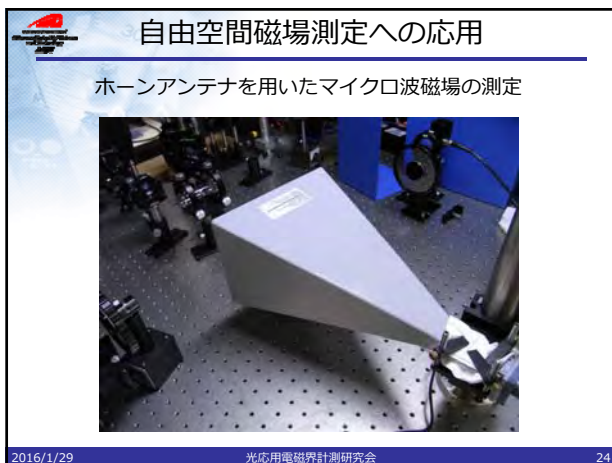 自由空間磁場測定への応用
ホーンアンテナを用いたマイクロ波磁場の測定
2016/1/29 光応用電磁界計測研究会 24